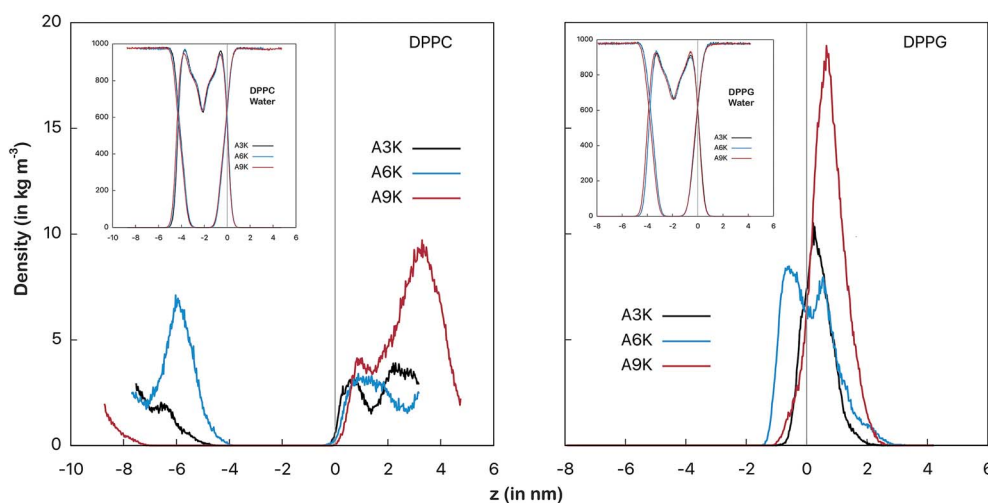 20
15
10
5
0
Density (in kg m-3)
DPPC
1000
800
600
400
200
0
DPPC
Water
A3K
A6K
A9K
-10 -8 -6 -4 -2 0 2 4 6
A3K
A6K
A9K
-10 -8 -6 -4 -2 0 2 4 6
DPPG
1000
800
600
400
200
0
DPPG
Water
A3K
A6K
A9K
-8 -6 -4 -2 0 2 4 6
A3K
A6K
A9K
-8 -6 -4 -2 0 2 4 6
z (in nm)